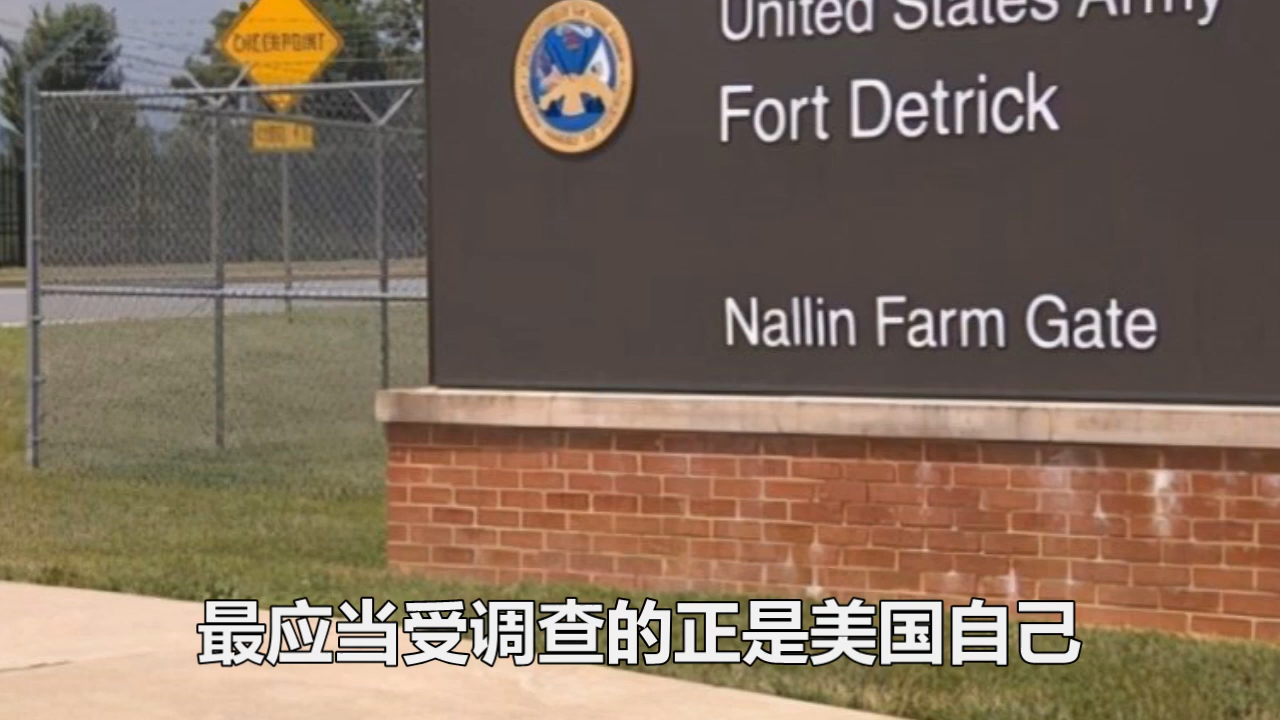 CHECKPOINT
United States Army
Fort Detrick
Nallin Farm Gate
最应当受调查的正是美国自己